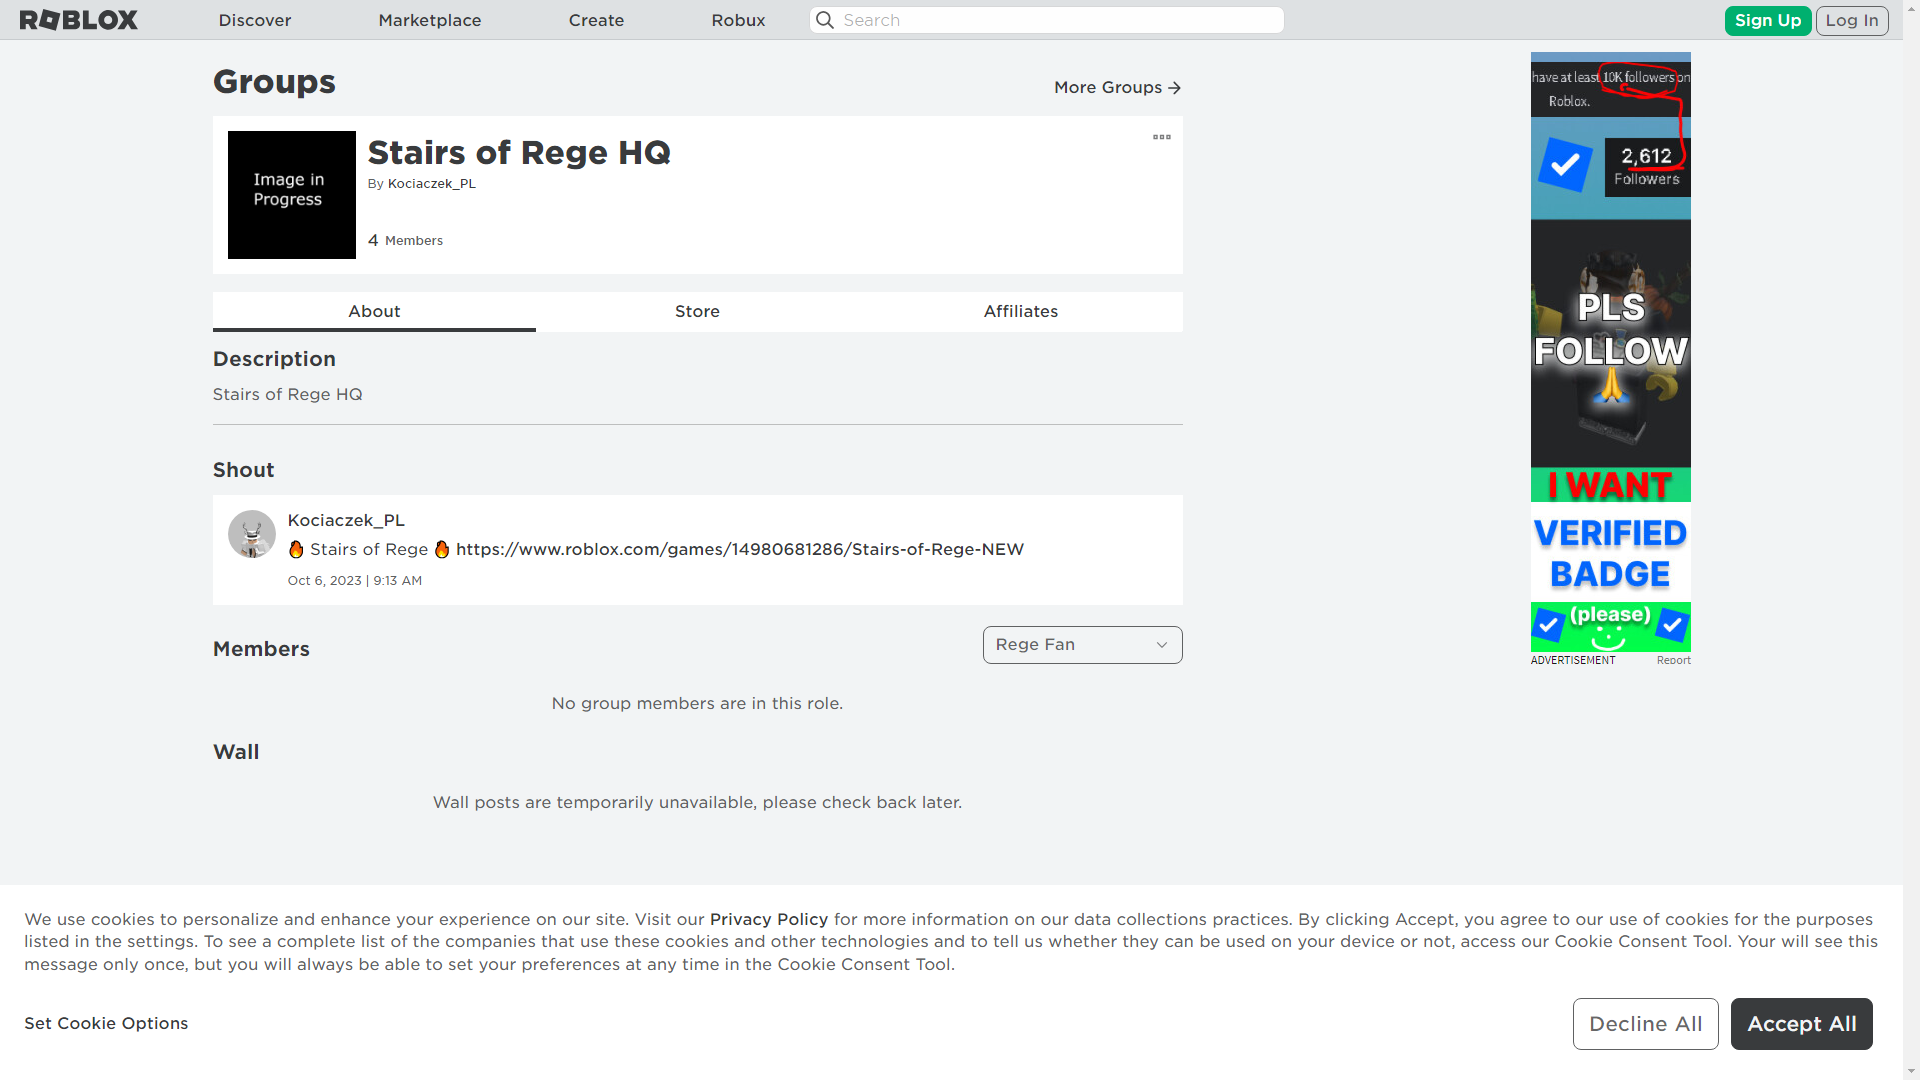 ROBLOX Discover Marketplace Create Robux Search Sign Up Log In
Groups
More Groups
Image in
Progress
Stairs of Rege HQ
By Kociaczek_PL
4 Members
About Store Affiliates
Description
Stairs of Rege HQ
Shout
Kociaczek_PL
🔥 Stairs of Rege 🔥 https://www.roblox.com/games/14980681286/Stairs-of-Rege-NEW
Oct 6, 2023 | 9:13 AM
Members
Rege Fan
No group members are in this role.
Wall
Wall posts are temporarily unavailable, please check back later.
have at least 10K followers on
Roblox.
2,612
Followers
PLS
FOLLOW
🙏
I WANT
VERIFIED
BADGE
(please)
ADVERTISEMENT Report
We use cookies to personalize and enhance your experience on our site. Visit our Privacy Policy for more information on our data collections practices. By clicking Accept, you agree to our use of cookies for the purposes
listed in the settings. To see a complete list of the companies that use these cookies and other technologies and to tell us whether they can be used on your device or not, access our Cookie Consent Tool. Your will see this
message only once, but you will always be able to set your preferences at any time in the Cookie Consent Tool.
Set Cookie Options
Decline All
Accept All